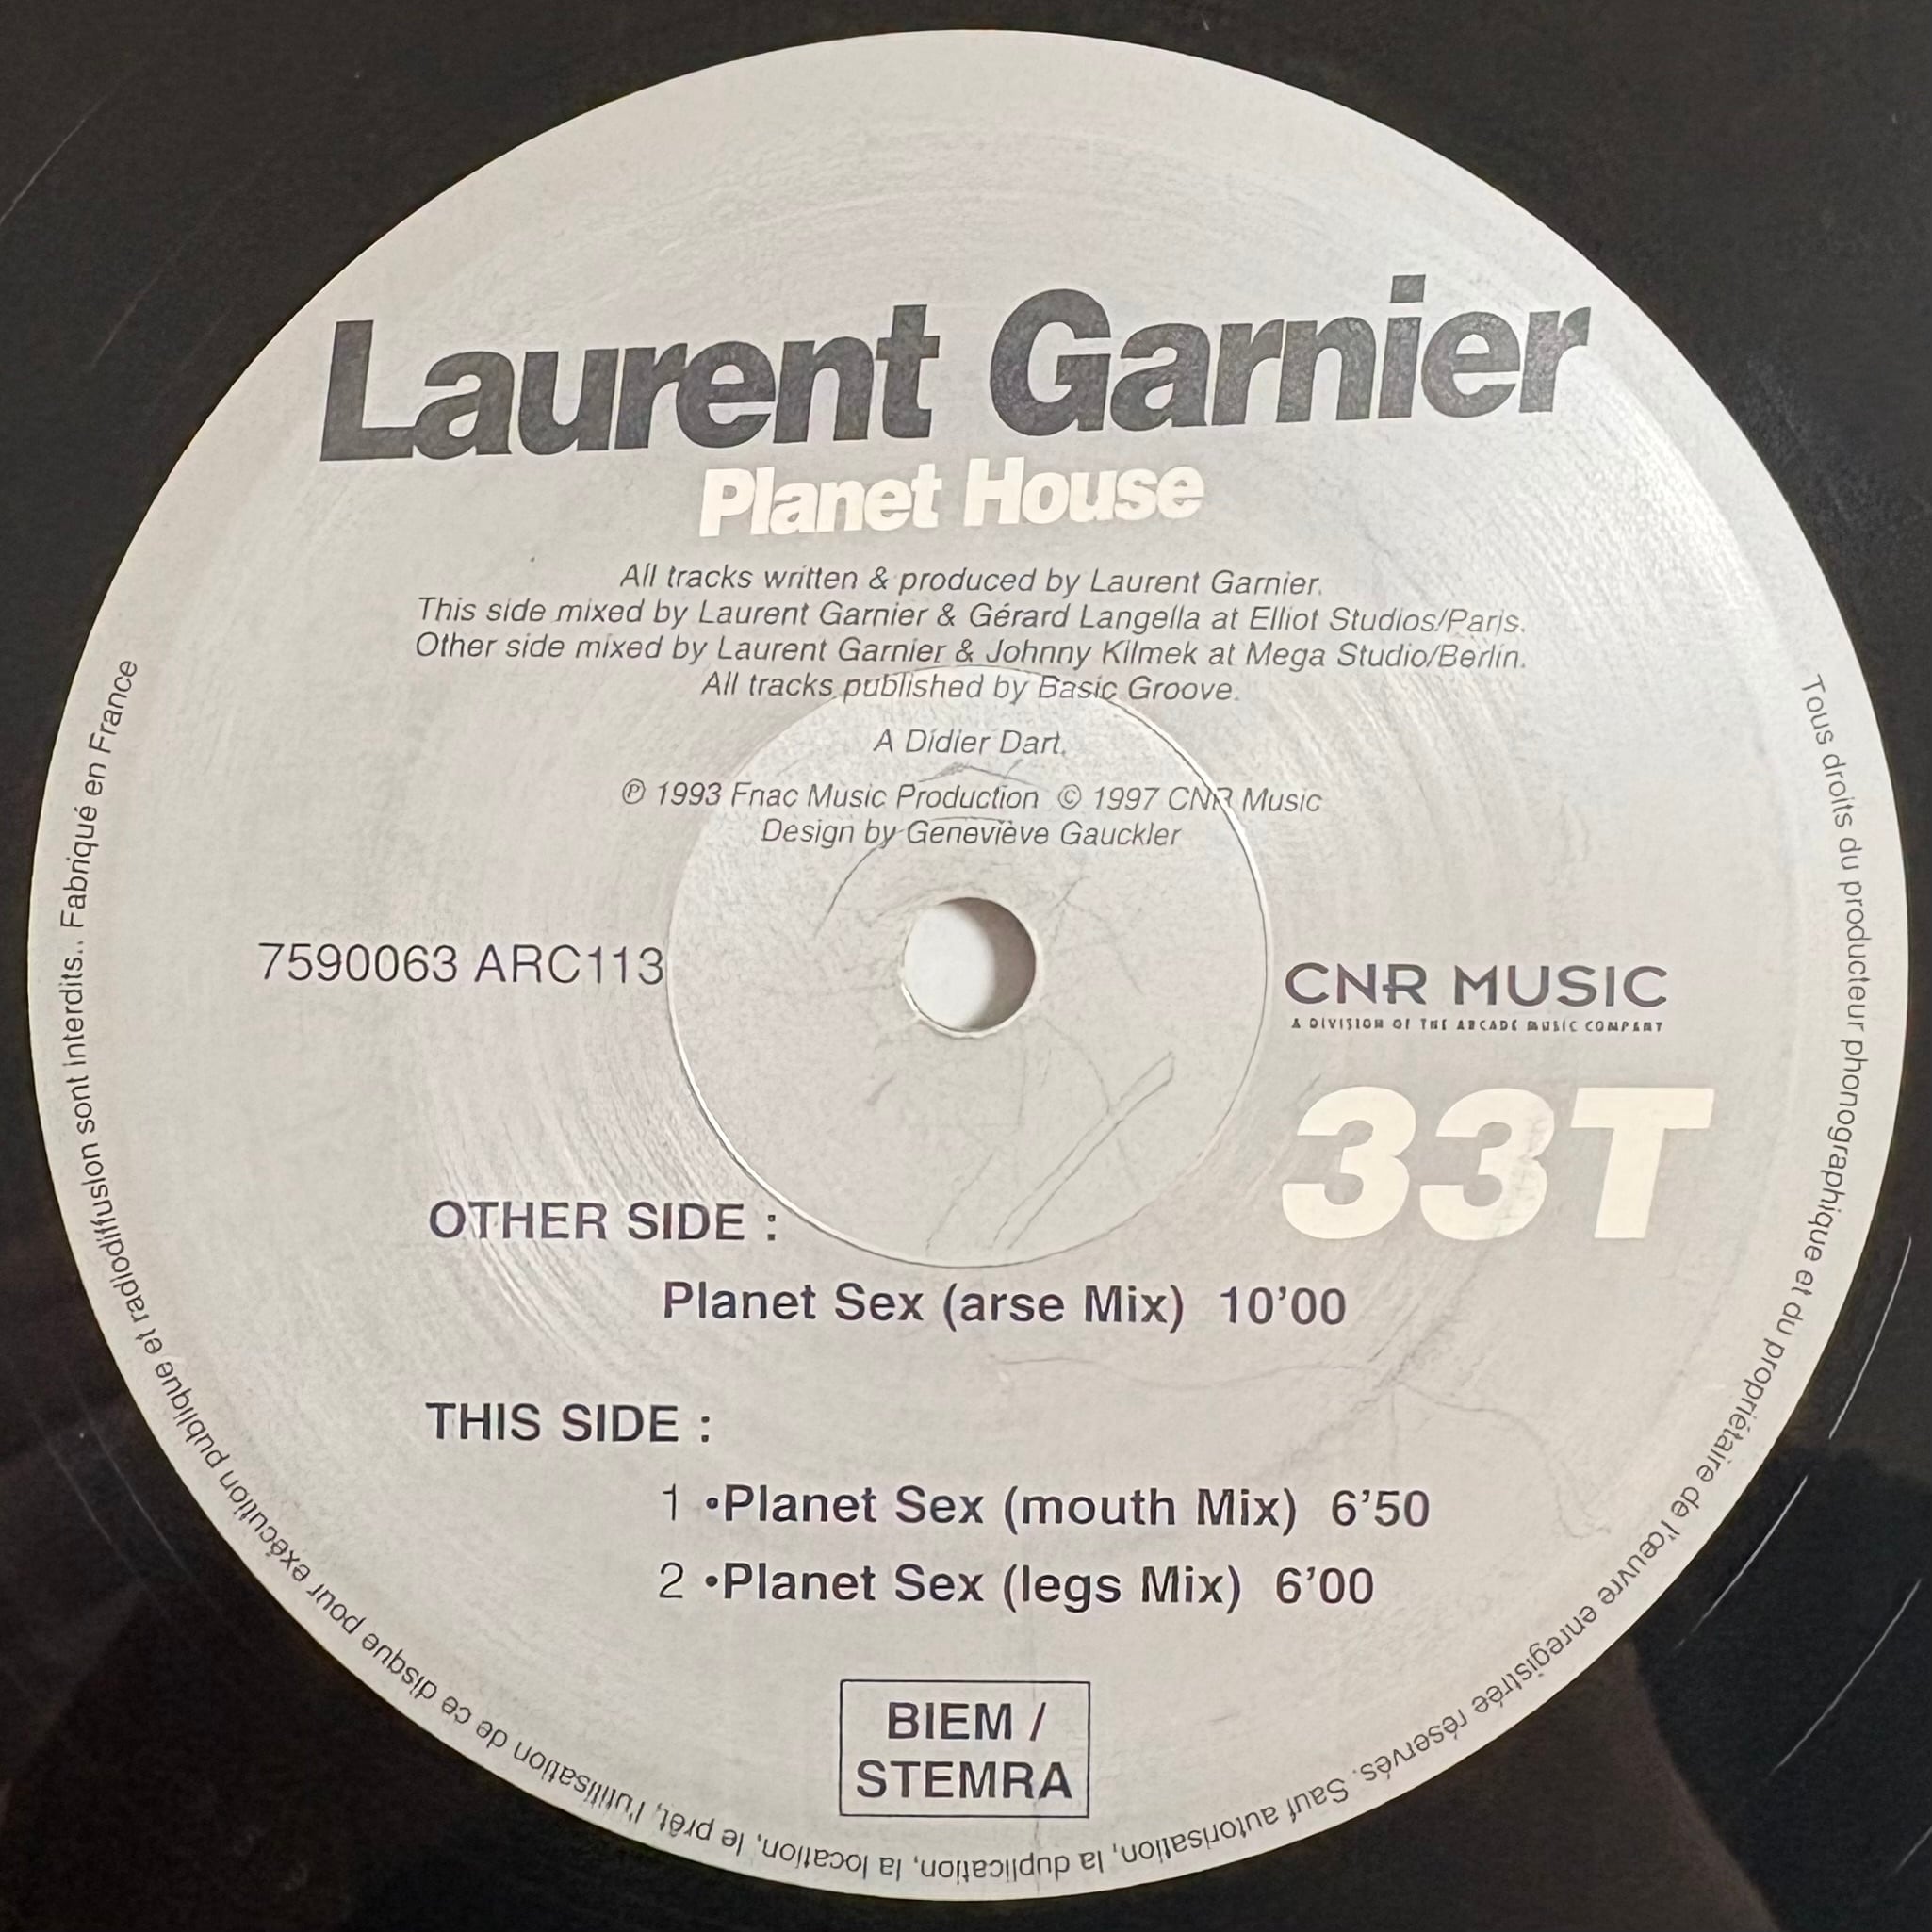 Laurent Garnier
Planet House
All tracks written & produced by Laurent Garnier.
This side mixed by Laurent Garnier & Gérard Langella at Elliot Studios/Paris.
Other side mixed by Laurent Garnier & Johnny Kilmek at Mega Studio/Berlin.
All tracks published by Basic Groove.
A Didier Dart.
℗ 1993 Fnac Music Production © 1997 CNR Music
Design by Geneviève Gauckler
7590063 ARC113
CNR MUSIC
A DIVISION OF THE ARCADE MUSIC COMPANY
33T
OTHER SIDE :
Planet Sex (arse Mix) 10'00
THIS SIDE :
1 •Planet Sex (mouth Mix) 6'50
2 •Planet Sex (legs Mix) 6'00
BIEM /
STEMRA
Tous droits du producteur phonographique et du propriétaire de l'œuvre enregistrée réservés. Sauf autorisation, la duplication, la location, le prêt, l'utilisation de ce disque pour exécution publique et radiodiffusion sont interdits.. Fabriqué en France